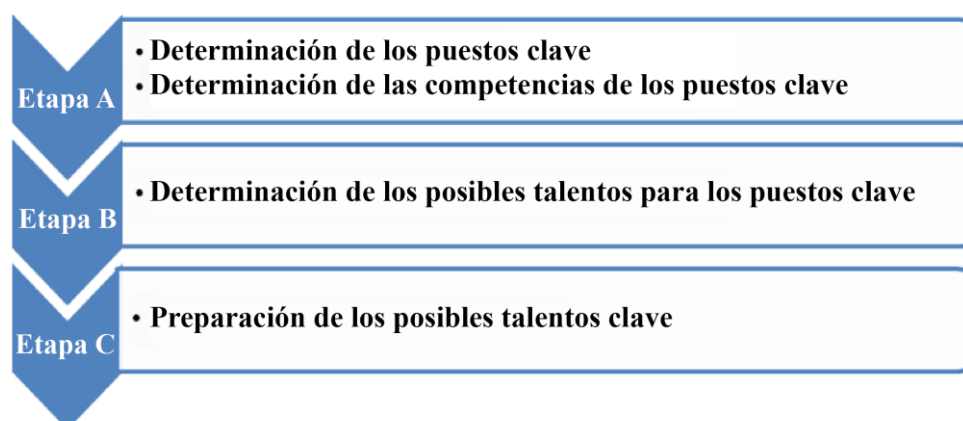 Etapa A
• Determinación de los puestos clave
• Determinación de las competencias de los puestos clave
Etapa B
• Determinación de los posibles talentos para los puestos clave
Etapa C
• Preparación de los posibles talentos clave